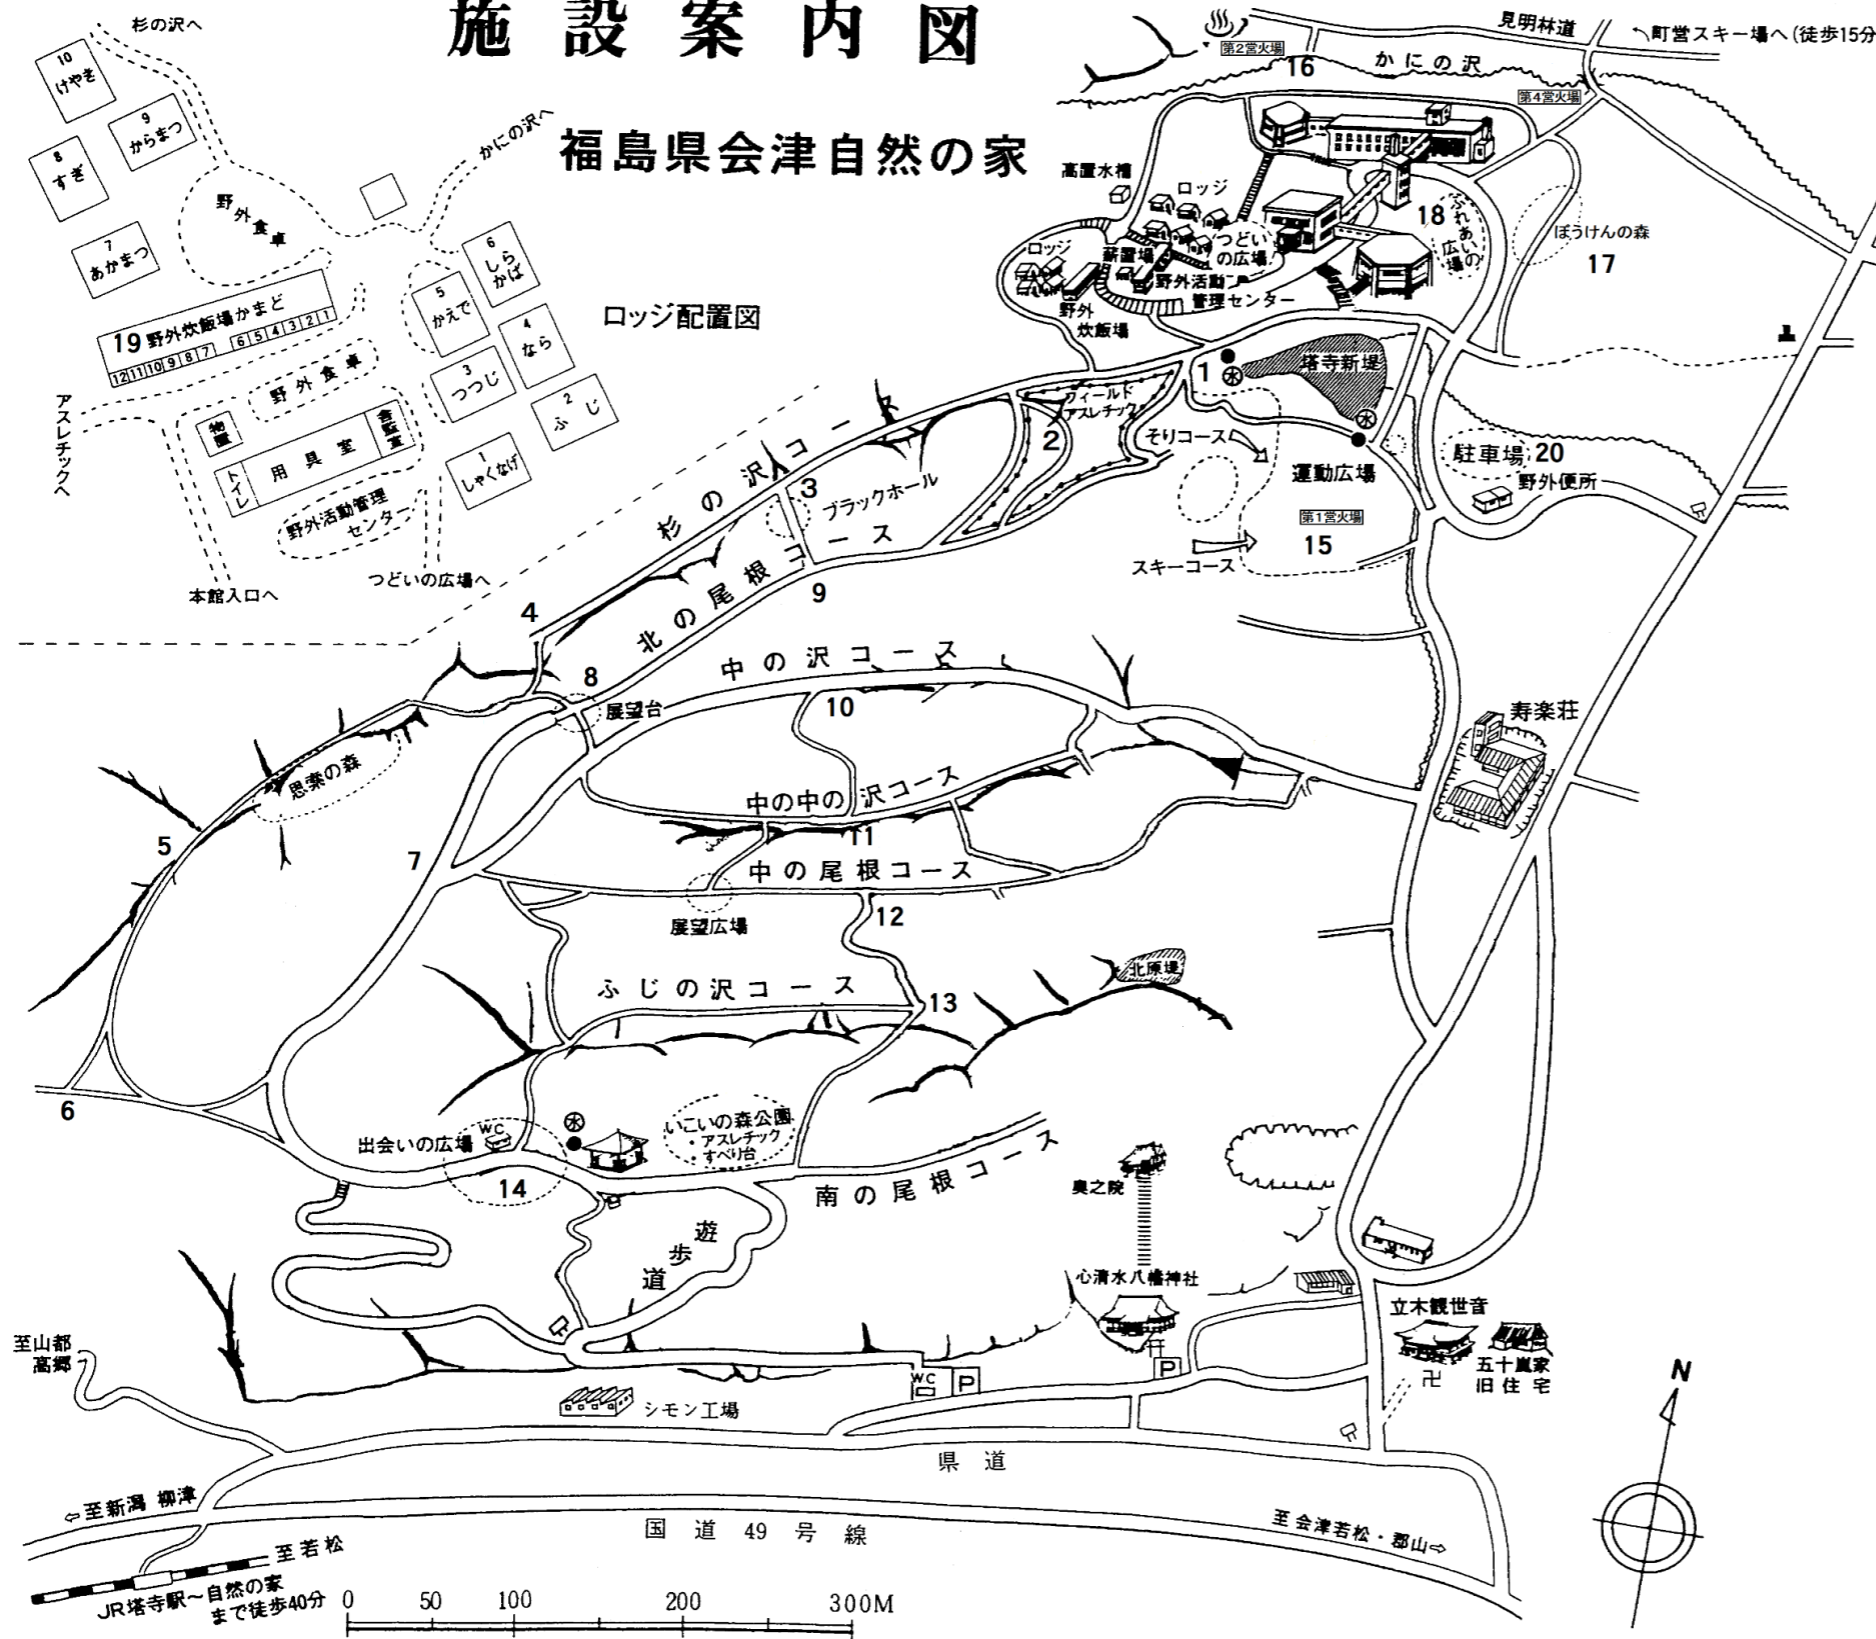 施設案内図
福島県会津自然の家
杉の沢へ
10
けやき
9
からまつ
8
すぎ
7
あかまつ
野外食卓
かにの沢へ
6
しらかば
5
かえで
4
なら
3
つつじ
2
ふじ
1
しゃくなげ
ロッジ配置図
19 野外炊飯場かまど
12 11 10 9 8 7 6 5 4 3 2 1
野外食卓
物置
トイレ
用具室
野外活動管理
センター
アスレチックへ
本館入口へ
つどいの広場へ
第2営火場
16
見明林道
町営スキー場へ(徒歩15分
かにの沢
第4営火場
高置水槽
ロッジ
つどい
の広場
ロッジ
薪置場
野外活動
管理センター
野外
炊飯場
18
ふれあいの
広場
ぼうけんの森
17
塔寺新堤
1
水
水
フィールド
アスレチック
2
そりコース
運動広場
駐車場 20
野外便所
第1営火場
15
スキーコース
杉の沢コース
3
ブラックホール
北の尾根コース
9
4
8
展望台
中の沢コース
10
思索の森
中の中の沢コース
11
5
7
中の尾根コース
展望広場
12
寿楽荘
ふじの沢コース
13
北原堤
6
出会いの広場
WC
水
14
いこいの森公園
・アスレチック
・すべり台
南の尾根コース
遊歩道
奥之院
心清水八幡神社
立木観世音
五十嵐家
旧住宅
卍
至山都
高郷
シモン工場
WC
P
P
県道
N
⇦至新潟 柳津
国道49号線
至会津若松・郡山⇨
至若松
JR塔寺駅~自然の家
まで徒歩40分
0 50 100 200 300M